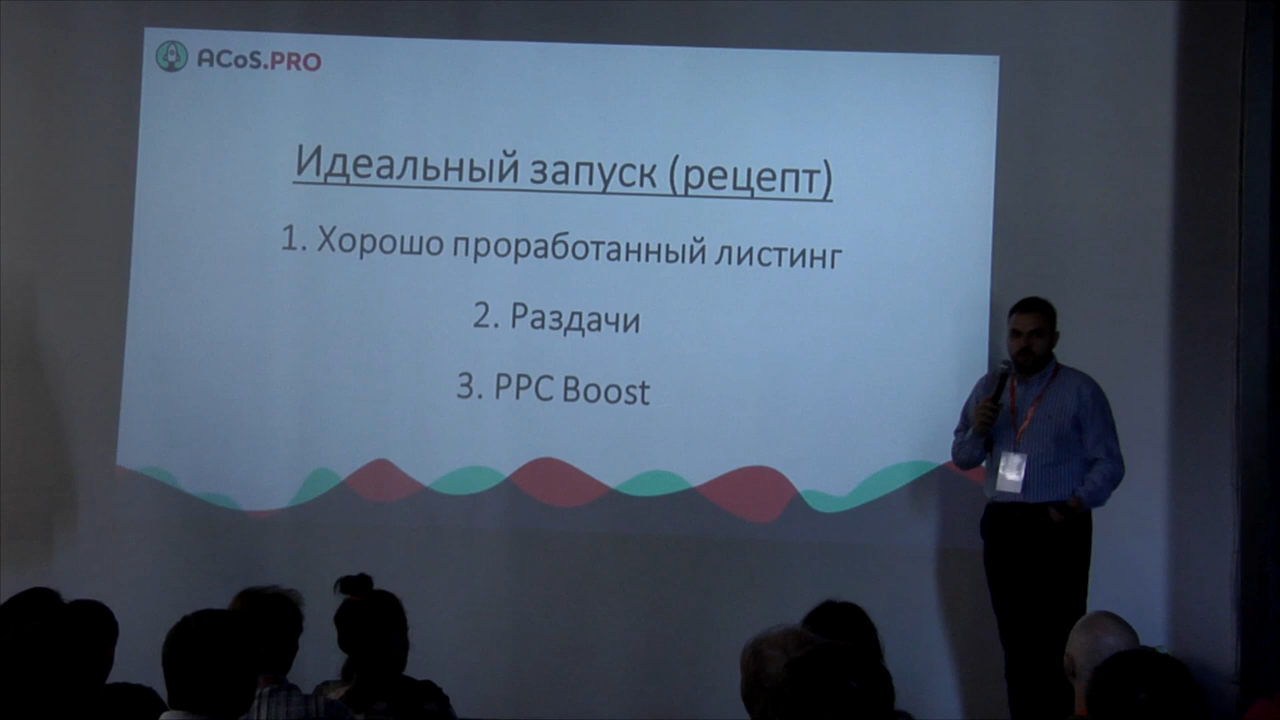 ACoS.PRO
Идеальный запуск (рецепт)
1. Хорошо проработанный листинг
2. Раздачи
3. PPC Boost